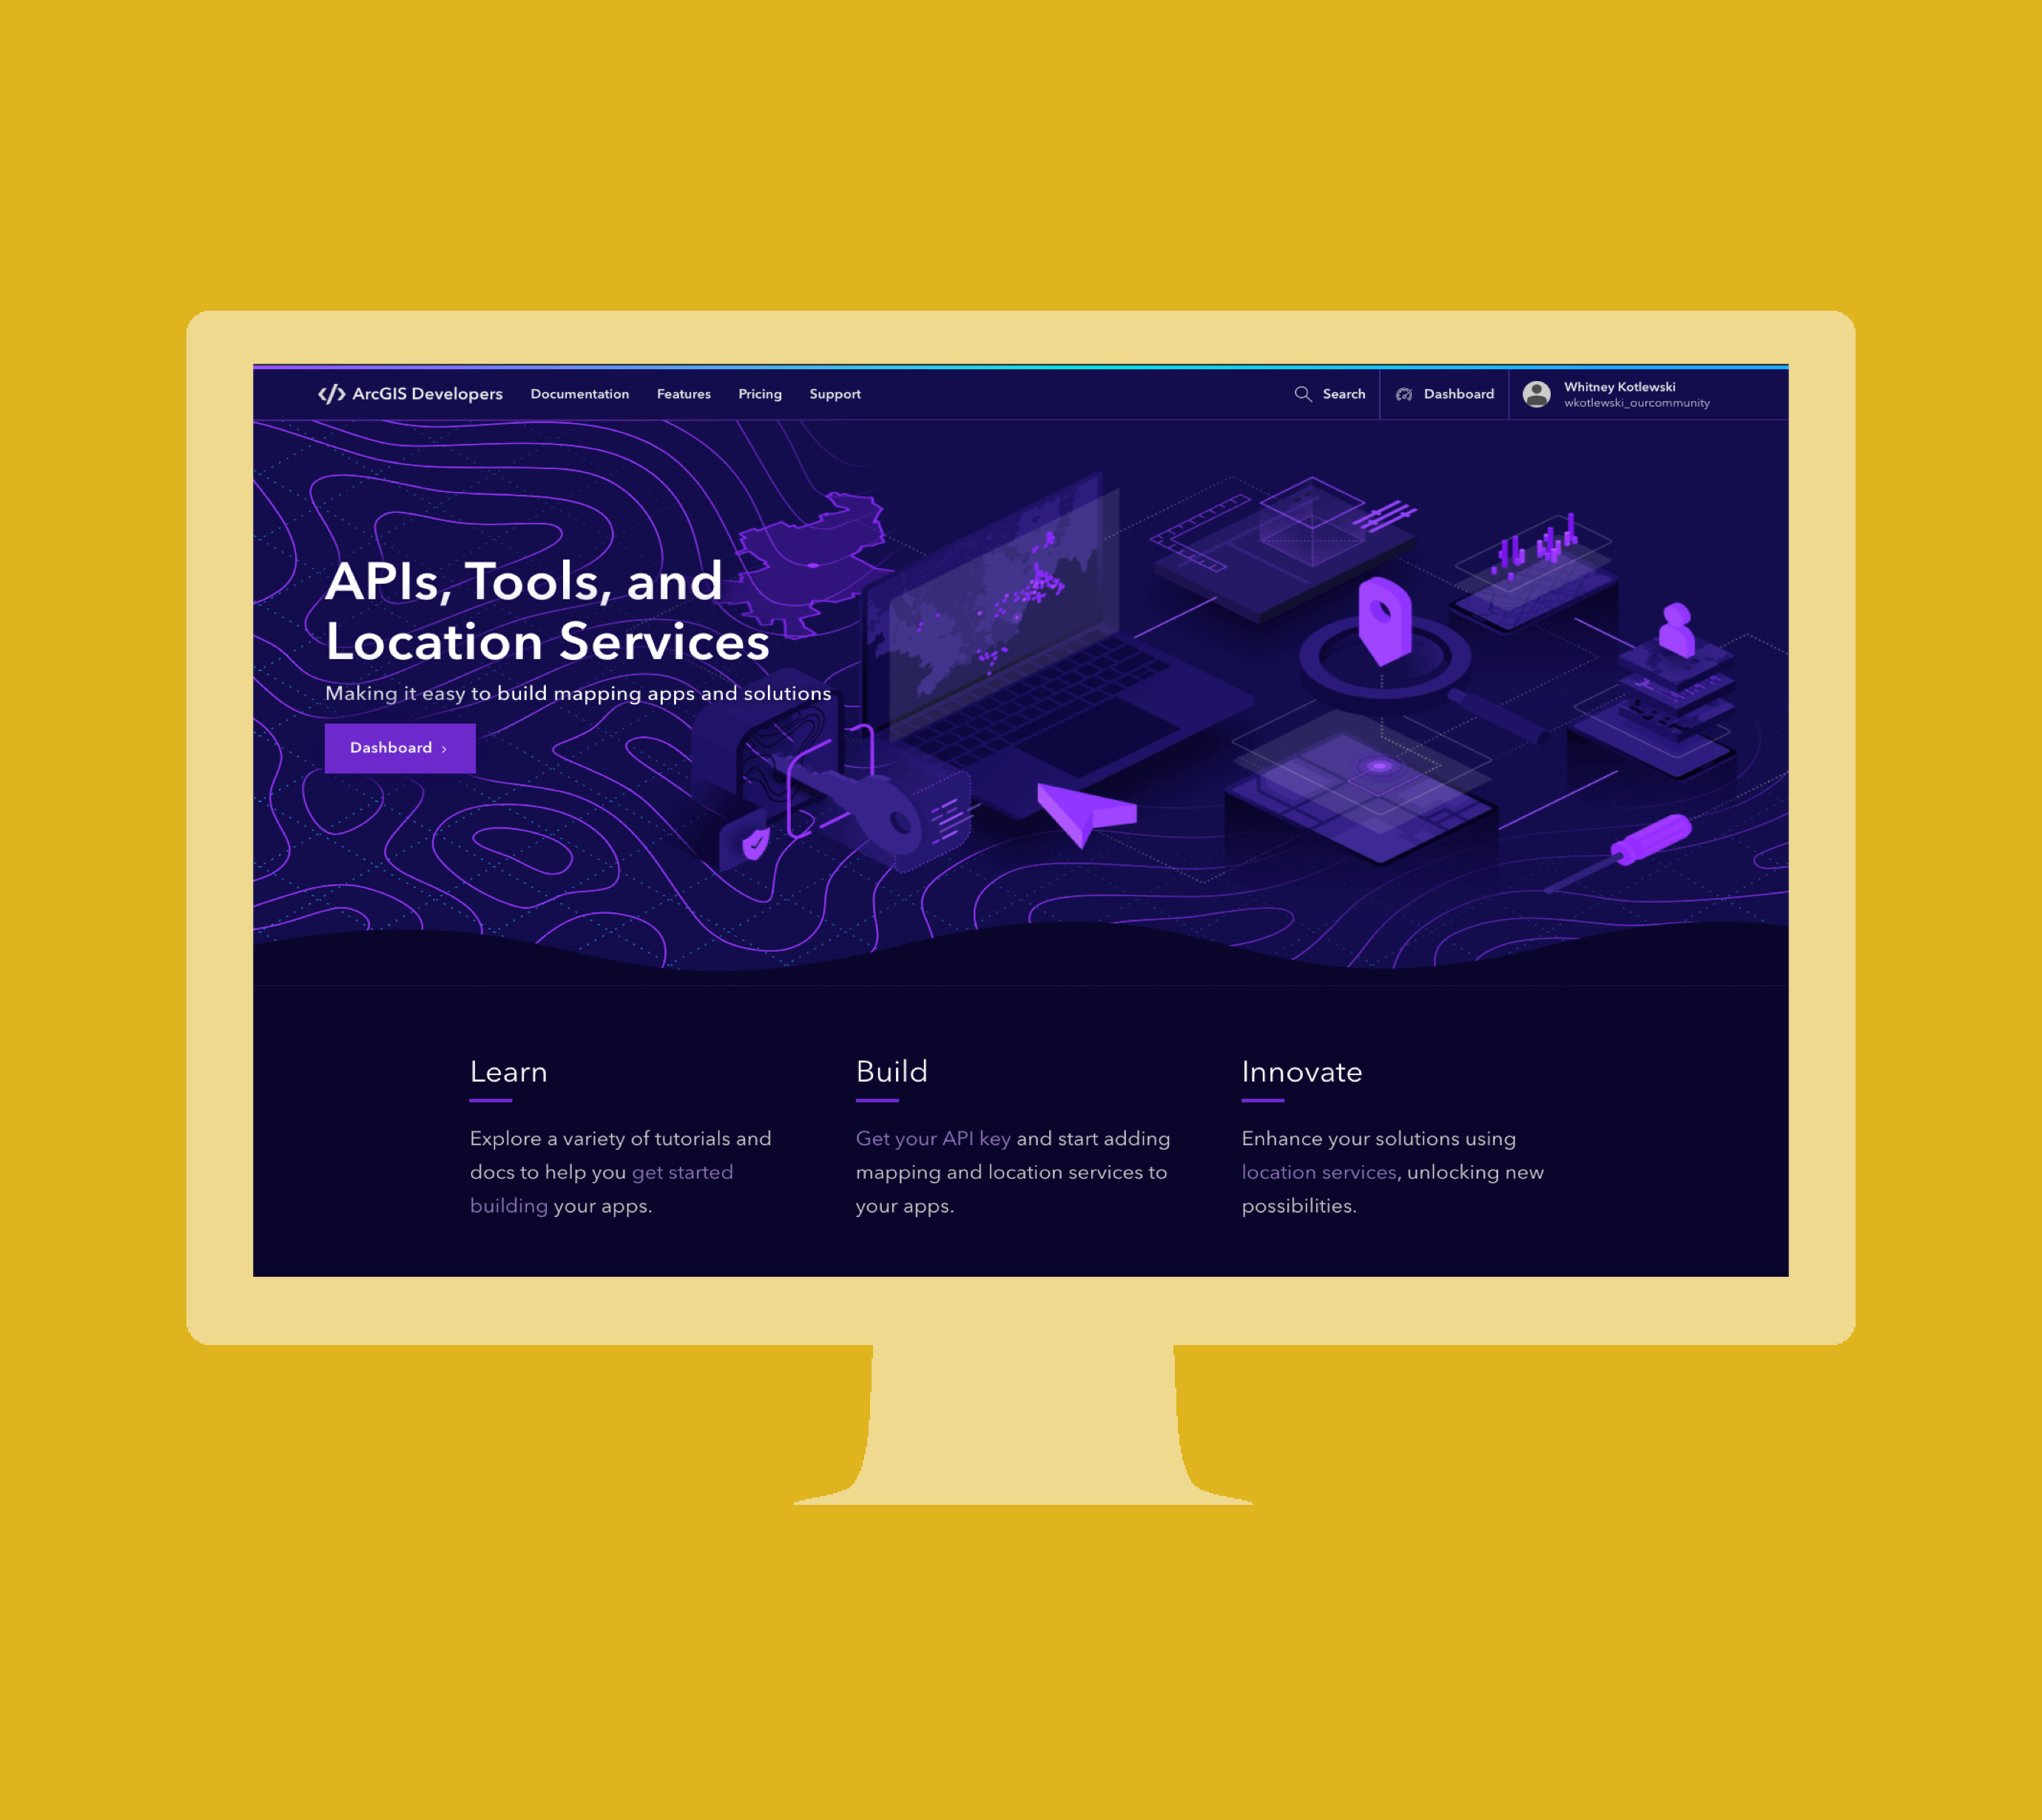 ArcGIS Developers Documentation Features Pricing Support Search Dashboard Whitney Kotlewski
wkotlewski_ourcommunity
APIs, Tools, and
Location Services
Making it easy to build mapping apps and solutions
Dashboard
Learn
Explore a variety of tutorials and
docs to help you get started
building your apps.
Build
Get your API key and start adding
mapping and location services to
your apps.
Innovate
Enhance your solutions using
location services, unlocking new
possibilities.